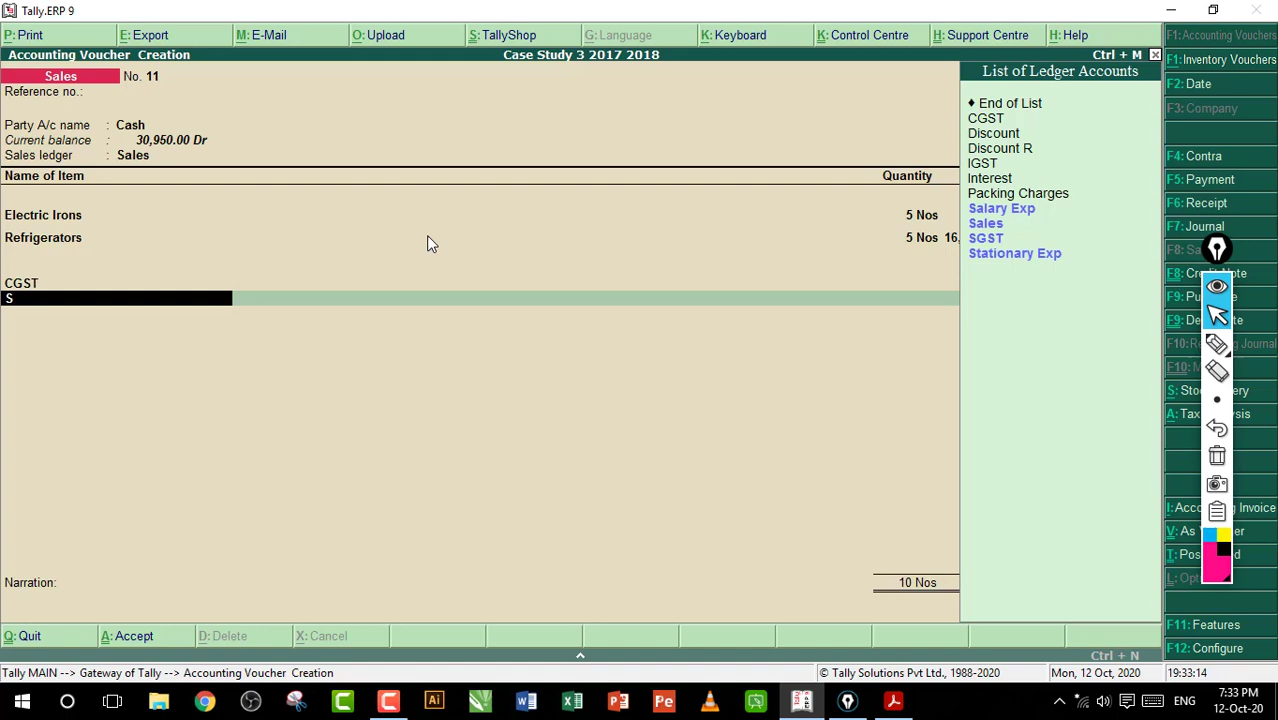 Tally.ERP 9
P: Print
E: Export
M: E-Mail
O: Upload
S: TallyShop
G: Language
K: Keyboard
K: Control Centre
H: Support Centre
H: Help
F1: Accounting Vouchers
Accounting Voucher Creation
Case Study 3 2017 2018
Ctrl + M
F1: Inventory Vouchers
Sales No. 11
List of Ledger Accounts
Reference no.:
F2: Date
♦ End of List
F3: Company
Party A/c name : Cash
CGST
Current balance : 30,950.00 Dr
Discount
Sales ledger : Sales
Discount R
F4: Contra
IGST
Name of Item
Quantity
Interest
F5: Payment
Packing Charges
F6: Receipt
Salary Exp
Electric Irons
5 Nos
Sales
F7: Journal
Refrigerators
5 Nos 16,
SGST
Stationary Exp
F8: Credit Note
CGST
S
Narration:
10 Nos
F11: Features
F12: Configure
Q: Quit
A: Accept
D: Delete
X: Cancel
Ctrl + N
Tally MAIN --> Gateway of Tally --> Accounting Voucher Creation
© Tally Solutions Pvt Ltd., 1988-2020
Mon, 12 Oct, 2020
19:33:14
Ai
Pe
ENG
7:33 PM
12-Oct-20